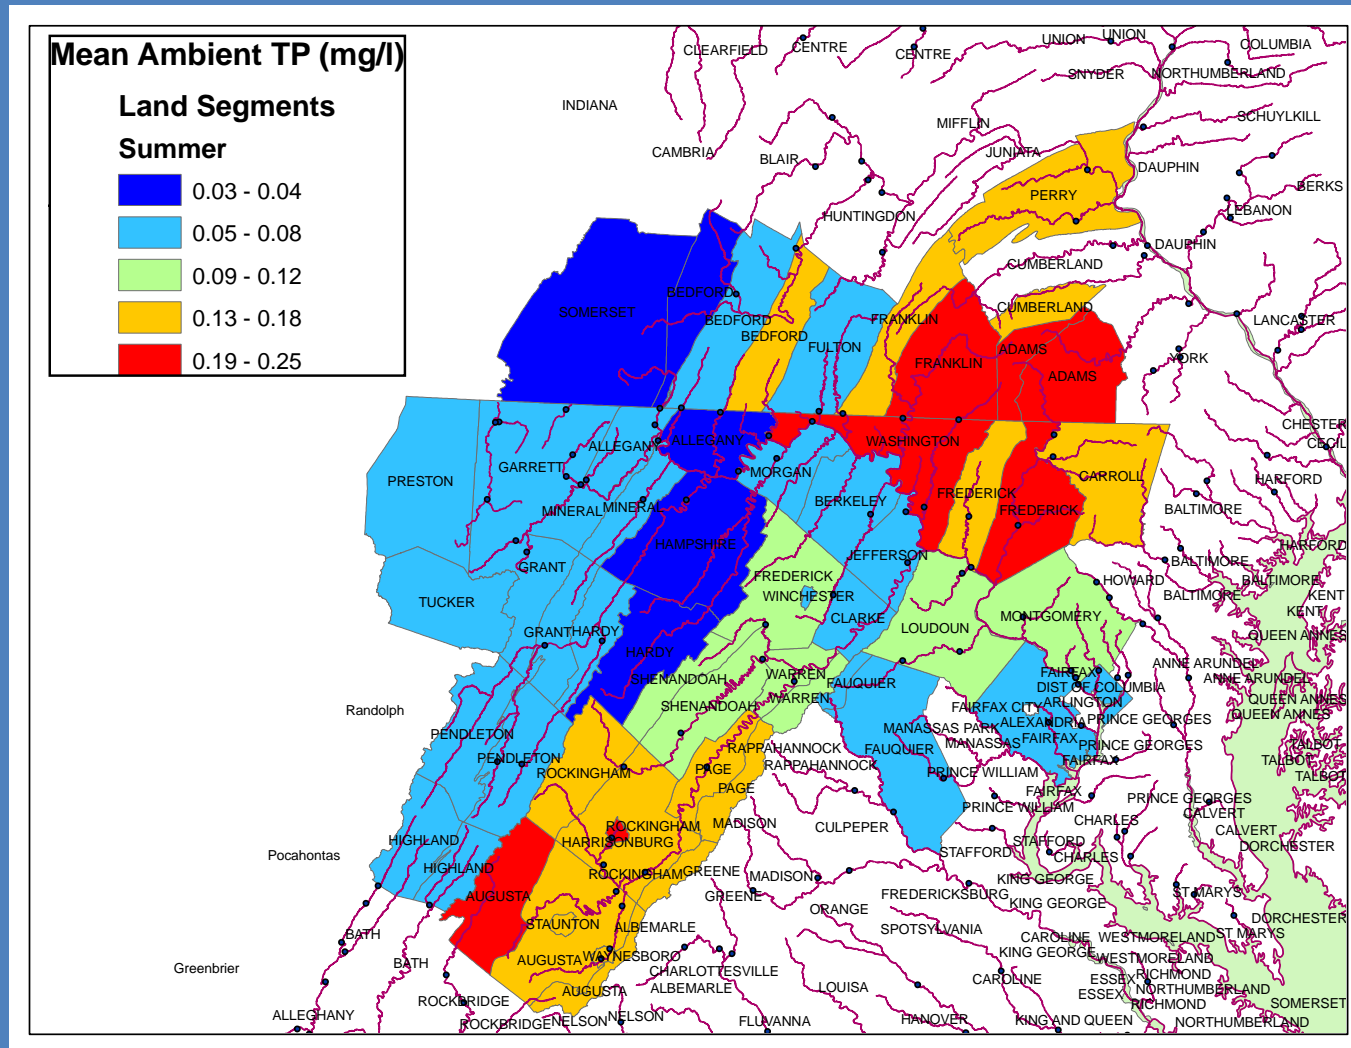 Mean Ambient TP (mg/l)
Land Segments
Summer
0.03 - 0.04
0.05 - 0.08
0.09 - 0.12
0.13 - 0.18
0.19 - 0.25
CLEARFIELD
CENTRE
CENTRE
UNION
UNION
COLUMBIA
SNYDER
NORTHUMBERLAND
INDIANA
SCHUYLKILL
MIFFLIN
CAMBRIA
BLAIR
JUNIATA
DAUPHIN
BERKS
PERRY
HUNTINGDON
LEBANON
DAUPHIN
CUMBERLAND
BEDFORD
SOMERSET
BEDFORD
BEDFORD
FULTON
FRANKLIN
CUMBERLAND
LANCASTER
FRANKLIN
ADAMS
ADAMS
YORK
CHESTER
CECIL
ALLEGANY
ALLEGANY
WASHINGTON
GARRETT
PRESTON
MORGAN
CARROLL
HARFORD
MINERAL
MINERAL
BERKELEY
FREDERICK
FREDERICK
BALTIMORE
HAMPSHIRE
JEFFERSON
HARFORD
GRANT
FREDERICK
WINCHESTER
BALTIMORE
HOWARD
BALTIMORE
BALTIMORE
KENT
KENT
TUCKER
CLARKE
LOUDOUN
MONTGOMERY
GRANT
HARDY
HARDY
QUEEN ANNES
SHENANDOAH
WARREN
FAUQUIER
FAIRFAX
DIST OF COLUMBIA
ANNE ARUNDEL
ANNE ARUNDEL
SHENANDOAH
WARREN
ARLINGTON
FAIRFAX CITY
QUEEN ANNES
QUEEN ANNES
Randolph
PENDLETON
MANASSAS PARK
ALEXANDRIA
PRINCE GEORGES
RAPPAHANNOCK
FAUQUIER
MANASSAS
FAIRFAX
PRINCE GEORGES
TALBOT
PENDLETON
ROCKINGHAM
PAGE
RAPPAHANNOCK
PRINCE WILLIAM
FAIRFAX
TALBOT
TALBOT
PAGE
PRINCE WILLIAM
FAIRFAX
PRINCE GEORGES
CALVERT
MADISON
CULPEPER
CHARLES
CALVERT
ROCKINGHAM
HARRISONBURG
HIGHLAND
STAFFORD
STAFFORD
CHARLES
DORCHESTER
Pocahontas
HIGHLAND
ROCKINGHAM
GREENE
MADISON
KING GEORGE
AUGUSTA
GREENE
FREDERICKSBURG
KING GEORGE
ST MARYS
ORANGE
STAUNTON
ALBEMARLE
SPOTSYLVANIA
DORCHESTER
BATH
CAROLINE
WESTMORELAND
ST MARYS
BATH
AUGUSTA
WAYNESBORO
KING GEORGE
WESTMORELAND
Greenbrier
CHARLOTTESVILLE
CAROLINE
ESSEX
RICHMOND
ALBEMARLE
LOUISA
ESSEX
NORTHUMBERLAND
ROCKBRIDGE
AUGUSTA
RICHMOND
SOMERSET
ALLEGHANY
ROCKBRIDGE
NELSON
NELSON
FLUVANNA
HANOVER
KING AND QUEEN
NORTHUMBERLAND